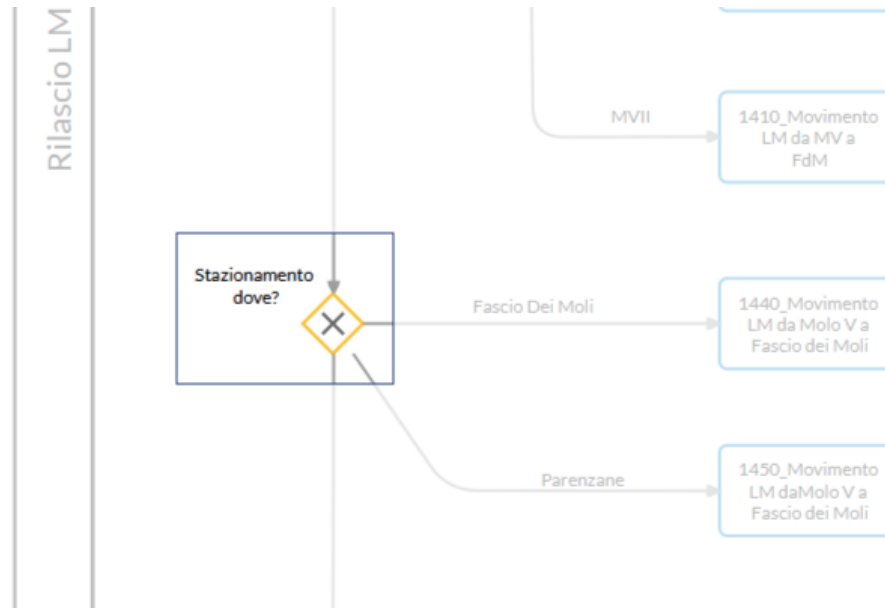 Rilascio LM
MVII
1410_Movimento
LM da MV a
FdM
Stazionamento
dove?
Fascio Dei Moli
1440_Movimento
LM da Molo V a
Fascio dei Moli
Parenzane
1450_Movimento
LM daMolo V a
Fascio dei Moli